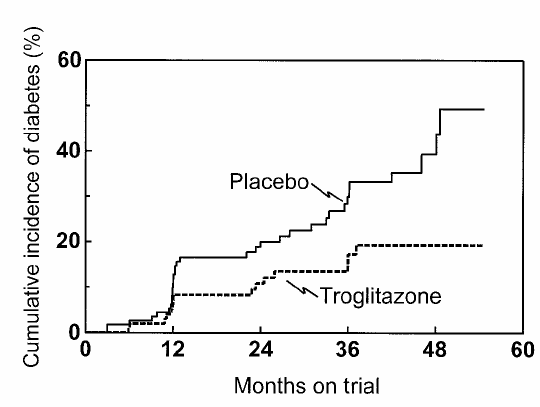 Cumulative incidence of diabetes (%)
60
40
20
0
Placebo
Troglitazone
0 12 24 36 48 60
Months on trial